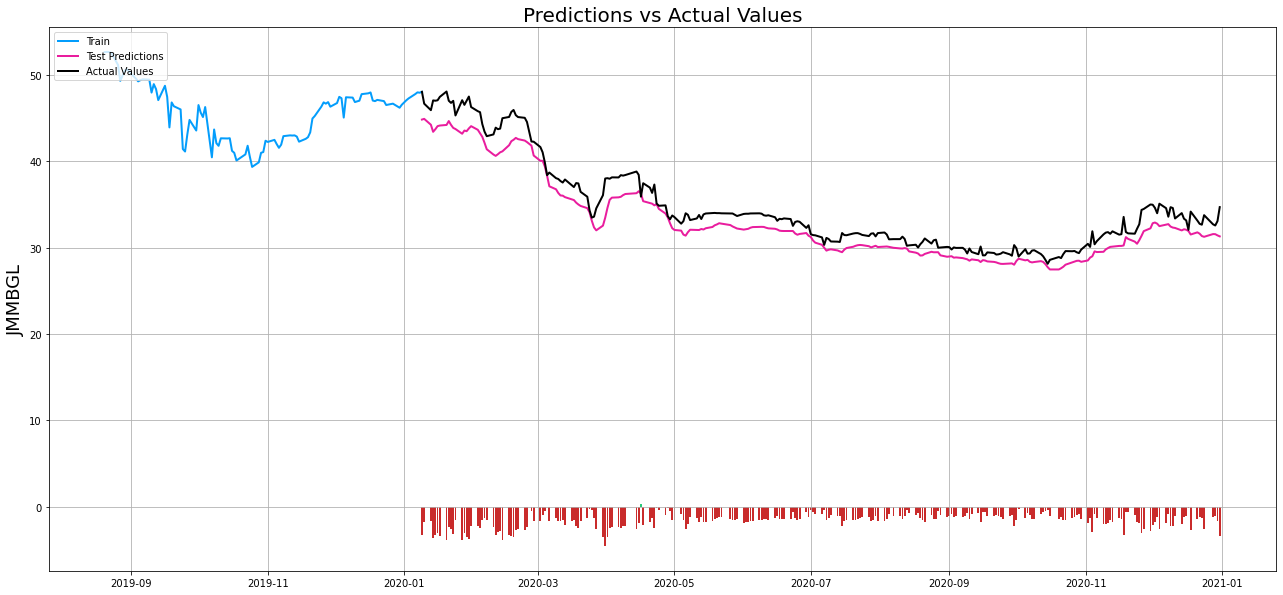 Predictions vs Actual Values
Train
Test Predictions
Actual Values
JMMBGL
50
40
30
20
10
0
2019-09 2019-11 2020-01 2020-03 2020-05 2020-07 2020-09 2020-11 2021-01